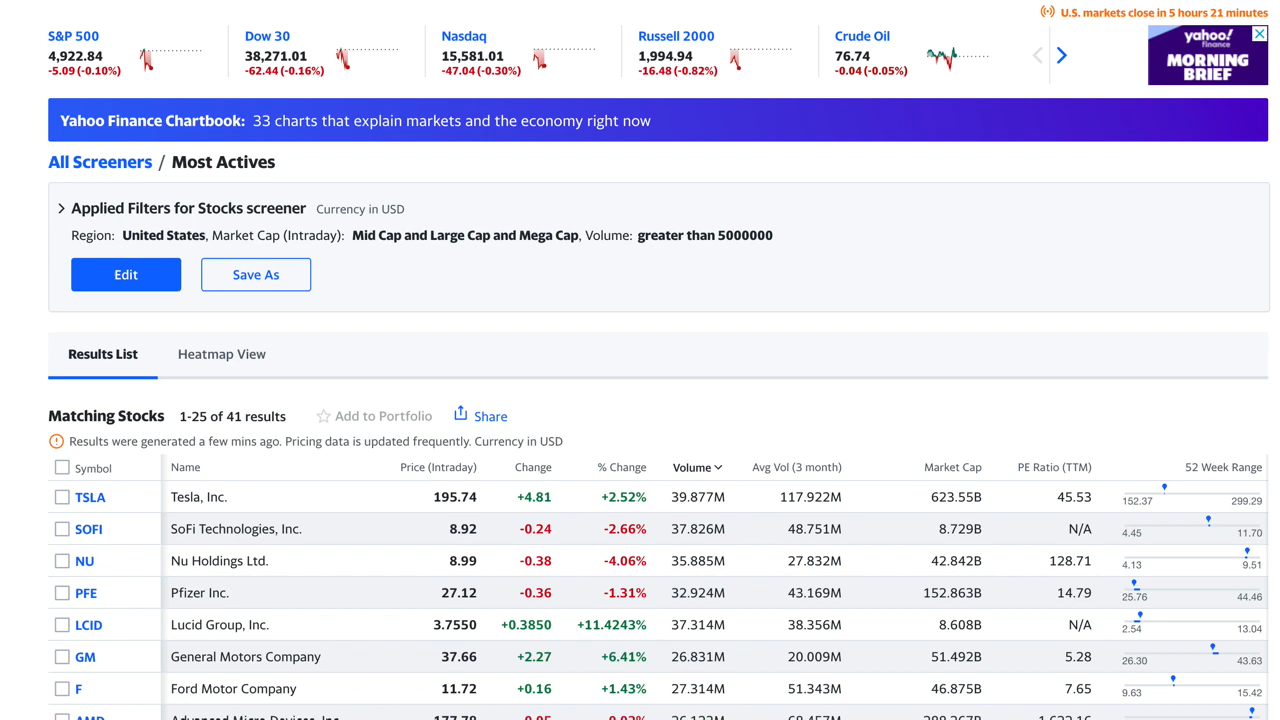 U.S. markets close in 5 hours 21 minutes
S&P 500 Dow 30 Nasdaq Russell 2000 Crude Oil
4,922.84 38,271.01 15,581.01 1,994.94 76.74
-5.09 (-0.10%) -62.44 (-0.16%) -47.04 (-0.30%) -16.48 (-0.82%) -0.04 (-0.05%)
yahoo!
finance
MORNING
BRIEF
Yahoo Finance Chartbook: 33 charts that explain markets and the economy right now
All Screeners / Most Actives
Applied Filters for Stocks screener Currency in USD
Region: United States, Market Cap (Intraday): Mid Cap and Large Cap and Mega Cap, Volume: greater than 5000000
Edit Save As
Results List Heatmap View
Matching Stocks 1-25 of 41 results Add to Portfolio Share
Results were generated a few mins ago. Pricing data is updated frequently. Currency in USD
Symbol Name Price (Intraday) Change % Change Volume Avg Vol (3 month) Market Cap PE Ratio (TTM) 52 Week Range
TSLA Tesla, Inc. 195.74 +4.81 +2.52% 39.877M 117.922M 623.55B 45.53 152.37 299.29
SOFI SoFi Technologies, Inc. 8.92 -0.24 -2.66% 37.826M 48.751M 8.729B N/A 4.45 11.70
NU Nu Holdings Ltd. 8.99 -0.38 -4.06% 35.885M 27.832M 42.842B 128.71 4.13 9.51
PFE Pfizer Inc. 27.12 -0.36 -1.31% 32.924M 43.169M 152.863B 14.79 25.76 44.46
LCID Lucid Group, Inc. 3.7550 +0.3850 +11.4243% 37.314M 38.356M 8.608B N/A 2.54 13.04
GM General Motors Company 37.66 +2.27 +6.41% 26.831M 20.009M 51.492B 5.28 26.30 43.63
F Ford Motor Company 11.72 +0.16 +1.43% 27.314M 51.343M 46.875B 7.65 9.63 15.42
AMD Advanced Micro Devices, Inc.